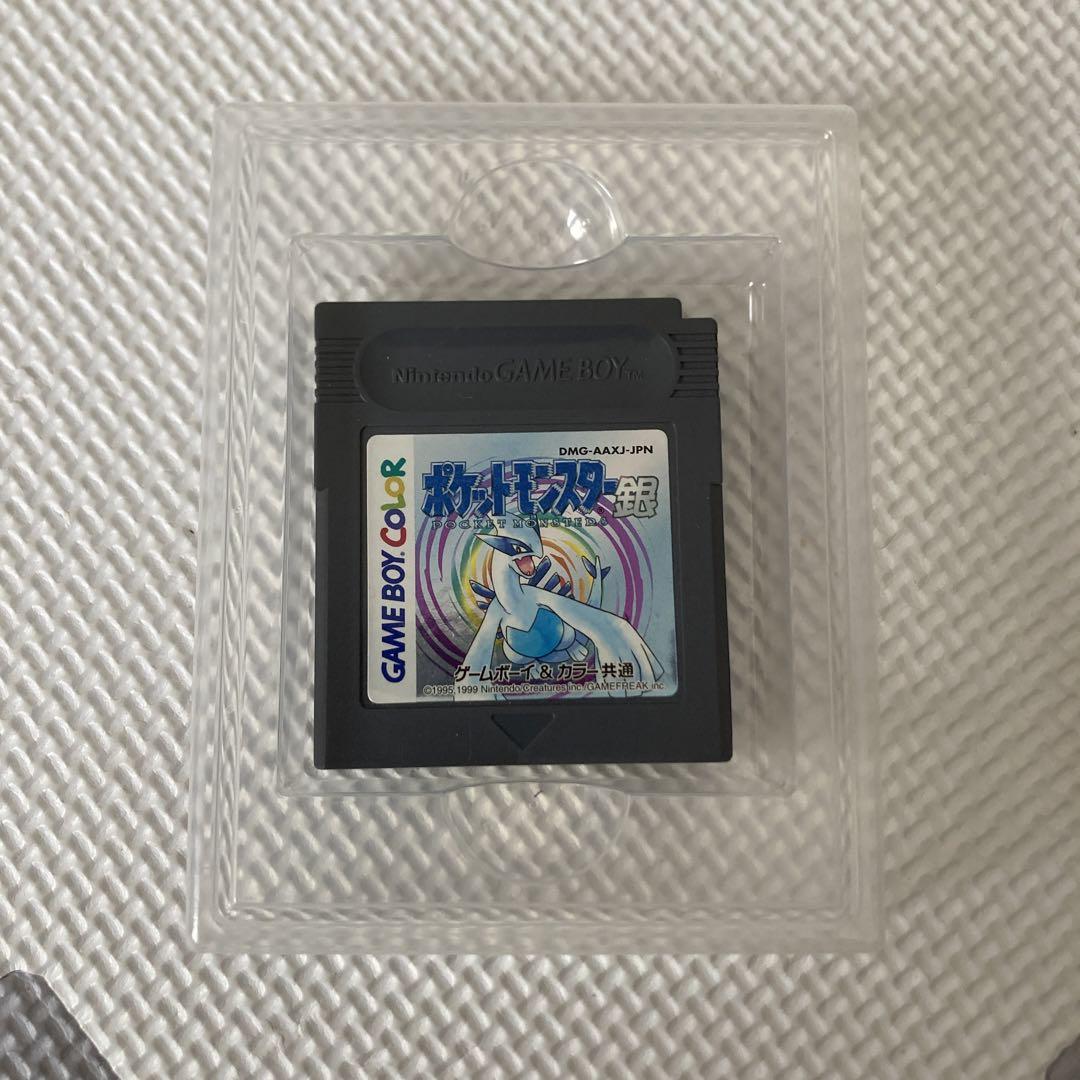 Nintendo GAME BOY TM
DMG-AAXJ-JPN
GAME BOY COLOR
ポケットモンスター銀
POCKET MONSTERS
ゲームボーイ & カラー共通
©1995,1999 Nintendo/Creatures inc./GAMEFREAK inc.